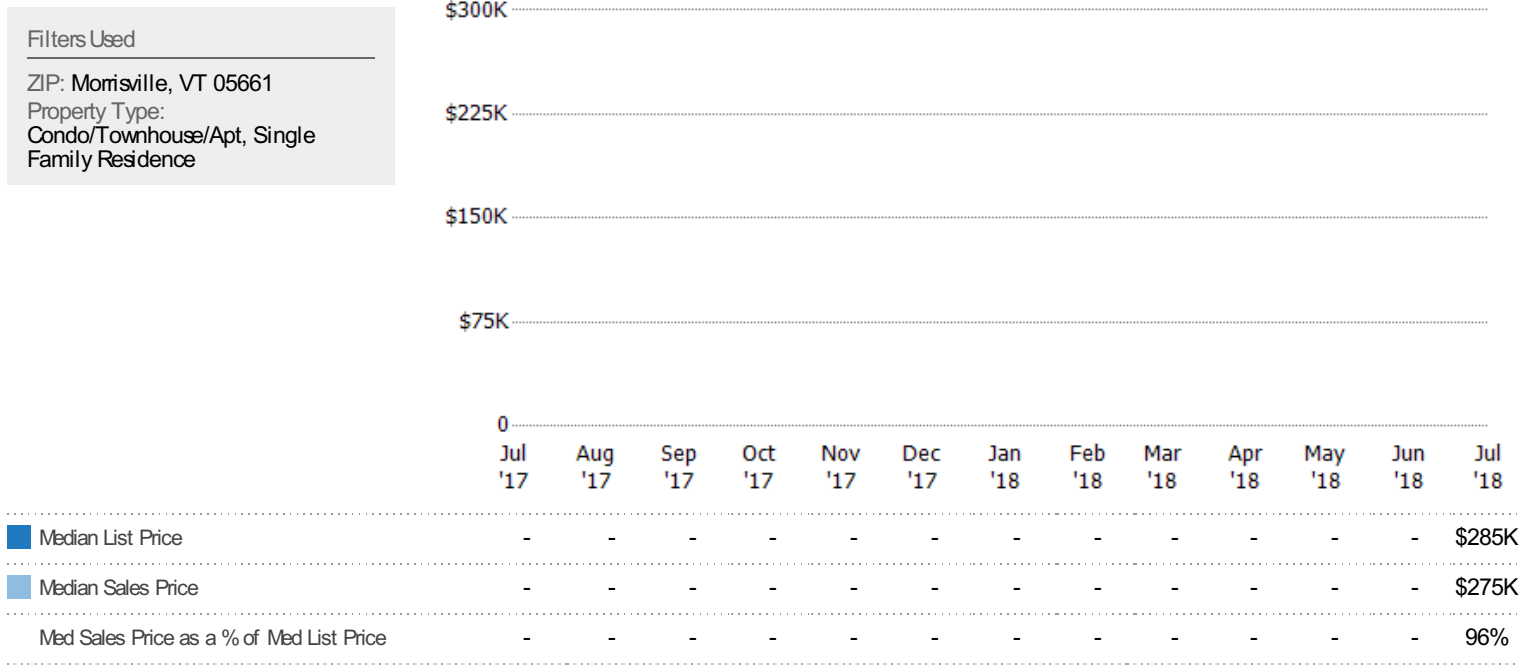 Filters Used
ZIP: Morrisville, VT 05661
Property Type:
Condo/Townhouse/Apt, Single
Family Residence
$300K
$225K
$150K
$75K
0
Jul Aug Sep Oct Nov Dec Jan Feb Mar Apr May Jun Jul
'17 '17 '17 '17 '17 '17 '18 '18 '18 '18 '18 '18 '18
Median List Price - - - - - - - - - - - - $285K
Median Sales Price - - - - - - - - - - - - $275K
Med Sales Price as a % of Med List Price - - - - - - - - - - - - 96%